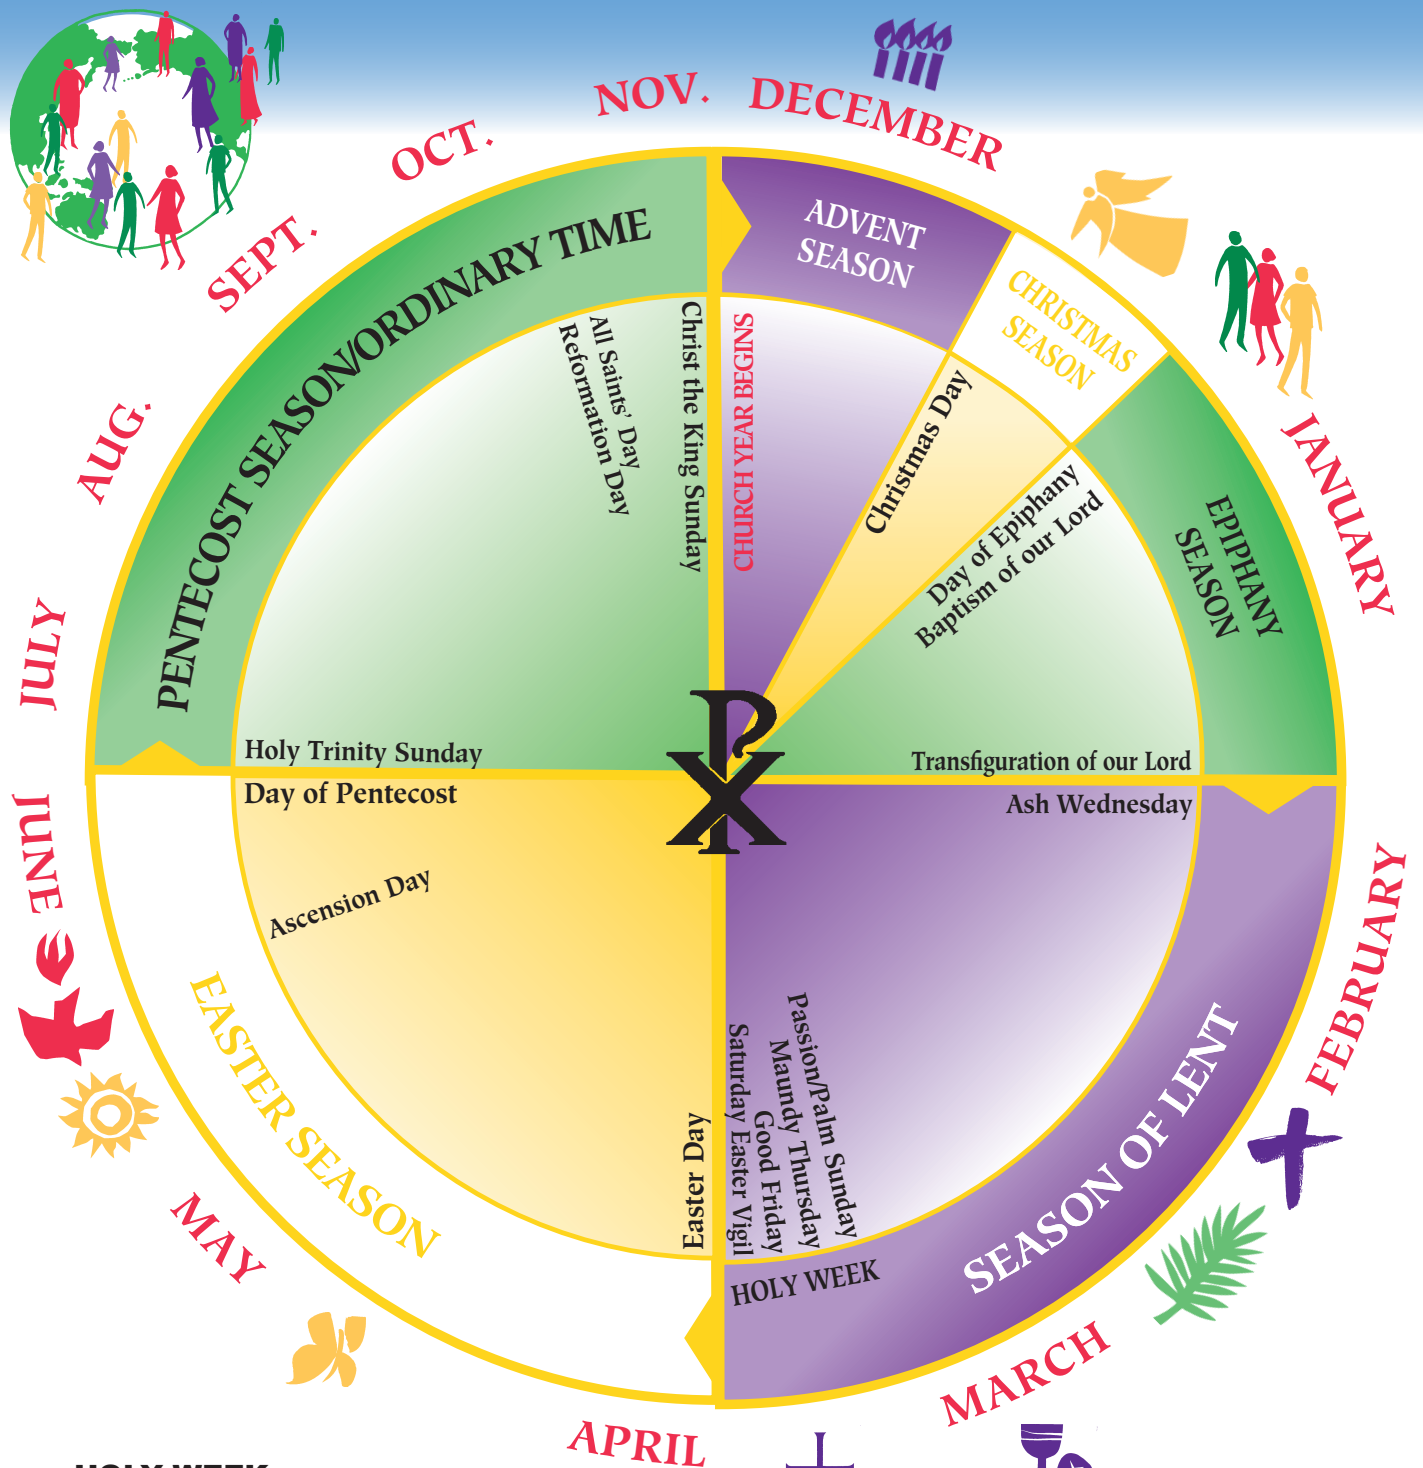 NOV.
DECEMBER
OCT.
SEPT.
AUG.
JULY
JUNE
MAY
APRIL
MARCH
FEBRUARY
JANUARY
ADVENT
SEASON
CHRISTMAS
SEASON
EPIPHANY
SEASON
SEASON OF LENT
HOLY WEEK
EASTER SEASON
PENTECOST SEASON/ORDINARY TIME
CHURCH YEAR BEGINS
Christmas Day
Day of Epiphany
Baptism of our Lord
Transfiguration of our Lord
Ash Wednesday
Passion/Palm Sunday
Maundy Thursday
Good Friday
Saturday Easter Vigil
Easter Day
Ascension Day
Day of Pentecost
Holy Trinity Sunday
Reformation Day
All Saints' Day
Christ the King Sunday
HOLY WEEK